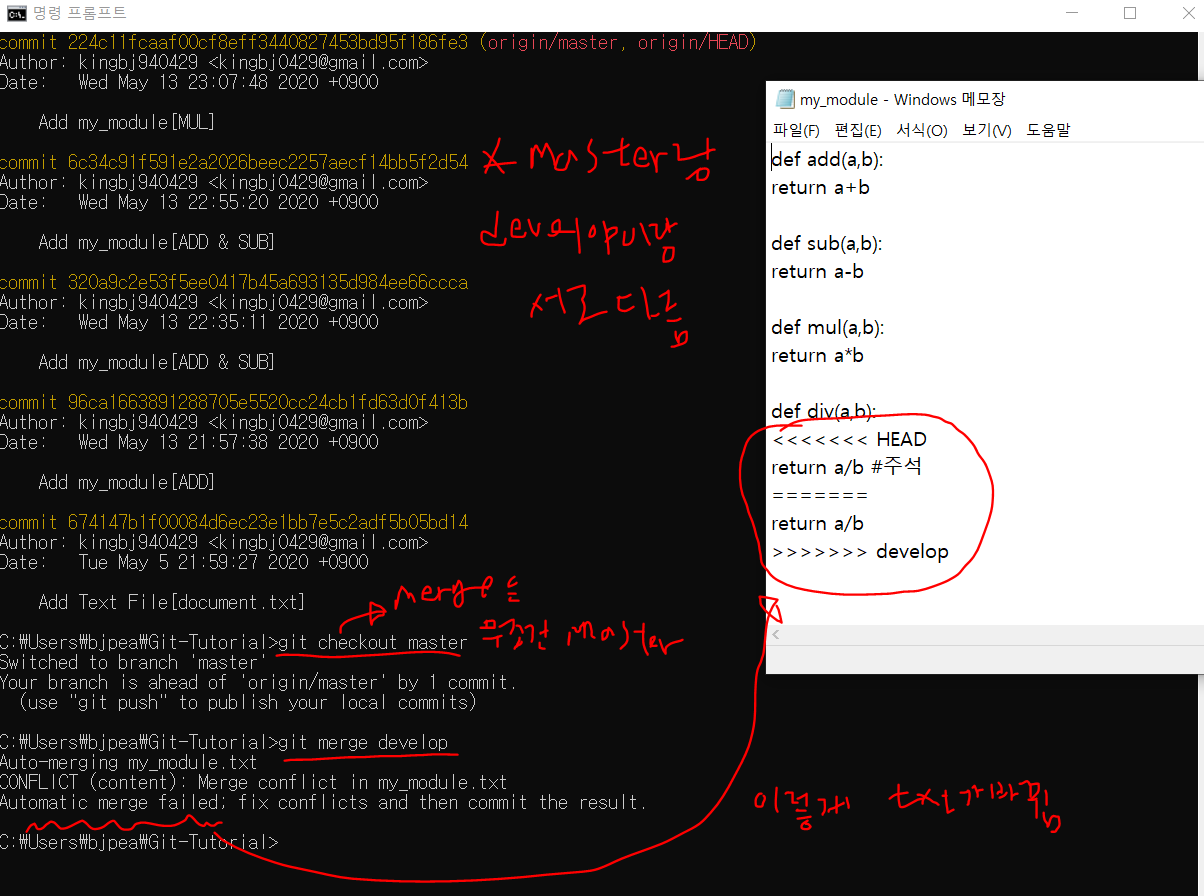 명령 프롬프트
commit 224c11fcaaf00cf8eff3440827453bd95f186fe3 (origin/master, origin/HEAD)
Author: kingbj940429 <kingbj0429@gmail.com>
Date:   Wed May 13 23:07:48 2020 +0900
Add my_module[MUL]
commit 6c34c91f591e2a2026beec2257aecf14bb5f2d54
Author: kingbj940429 <kingbj0429@gmail.com>
Date:   Wed May 13 22:55:20 2020 +0900
Add my_module[ADD & SUB]
commit 320a9c2e53f5ee0417b45a693135d984ee66ccca
Author: kingbj940429 <kingbj0429@gmail.com>
Date:   Wed May 13 22:35:11 2020 +0900
Add my_module[ADD & SUB]
commit 96ca1663891288705e5520cc24cb1fd63d0f413b
Author: kingbj940429 <kingbj0429@gmail.com>
Date:   Wed May 13 21:57:38 2020 +0900
Add my_module[ADD]
commit 674147b1f00084d6ec23e1bb7e5c2adf5b05bd14
Author: kingbj940429 <kingbj0429@gmail.com>
Date:   Tue May 5 21:59:27 2020 +0900
Add Text File[document.txt]
C:₩Users₩bjpea₩Git-Tutorial>git checkout master
Switched to branch 'master'
Your branch is ahead of 'origin/master' by 1 commit.
(use "git push" to publish your local commits)
C:₩Users₩bjpea₩Git-Tutorial>git merge develop
Auto-merging my_module.txt
CONFLICT (content): Merge conflict in my_module.txt
Automatic merge failed; fix conflicts and then commit the result.
C:₩Users₩bjpea₩Git-Tutorial>
master랑
develop이랑
서로 다름
merge는
무조건 master
my_module - Windows 메모장
파일(F) 편집(E) 서식(O) 보기(V) 도움말
def add(a,b):
return a+b
def sub(a,b):
return a-b
def mul(a,b):
return a*b
def div(a,b):
<<<<<<< HEAD
return a/b #주석
=======
return a/b
>>>>>>> develop
이렇게 txt가 바뀜